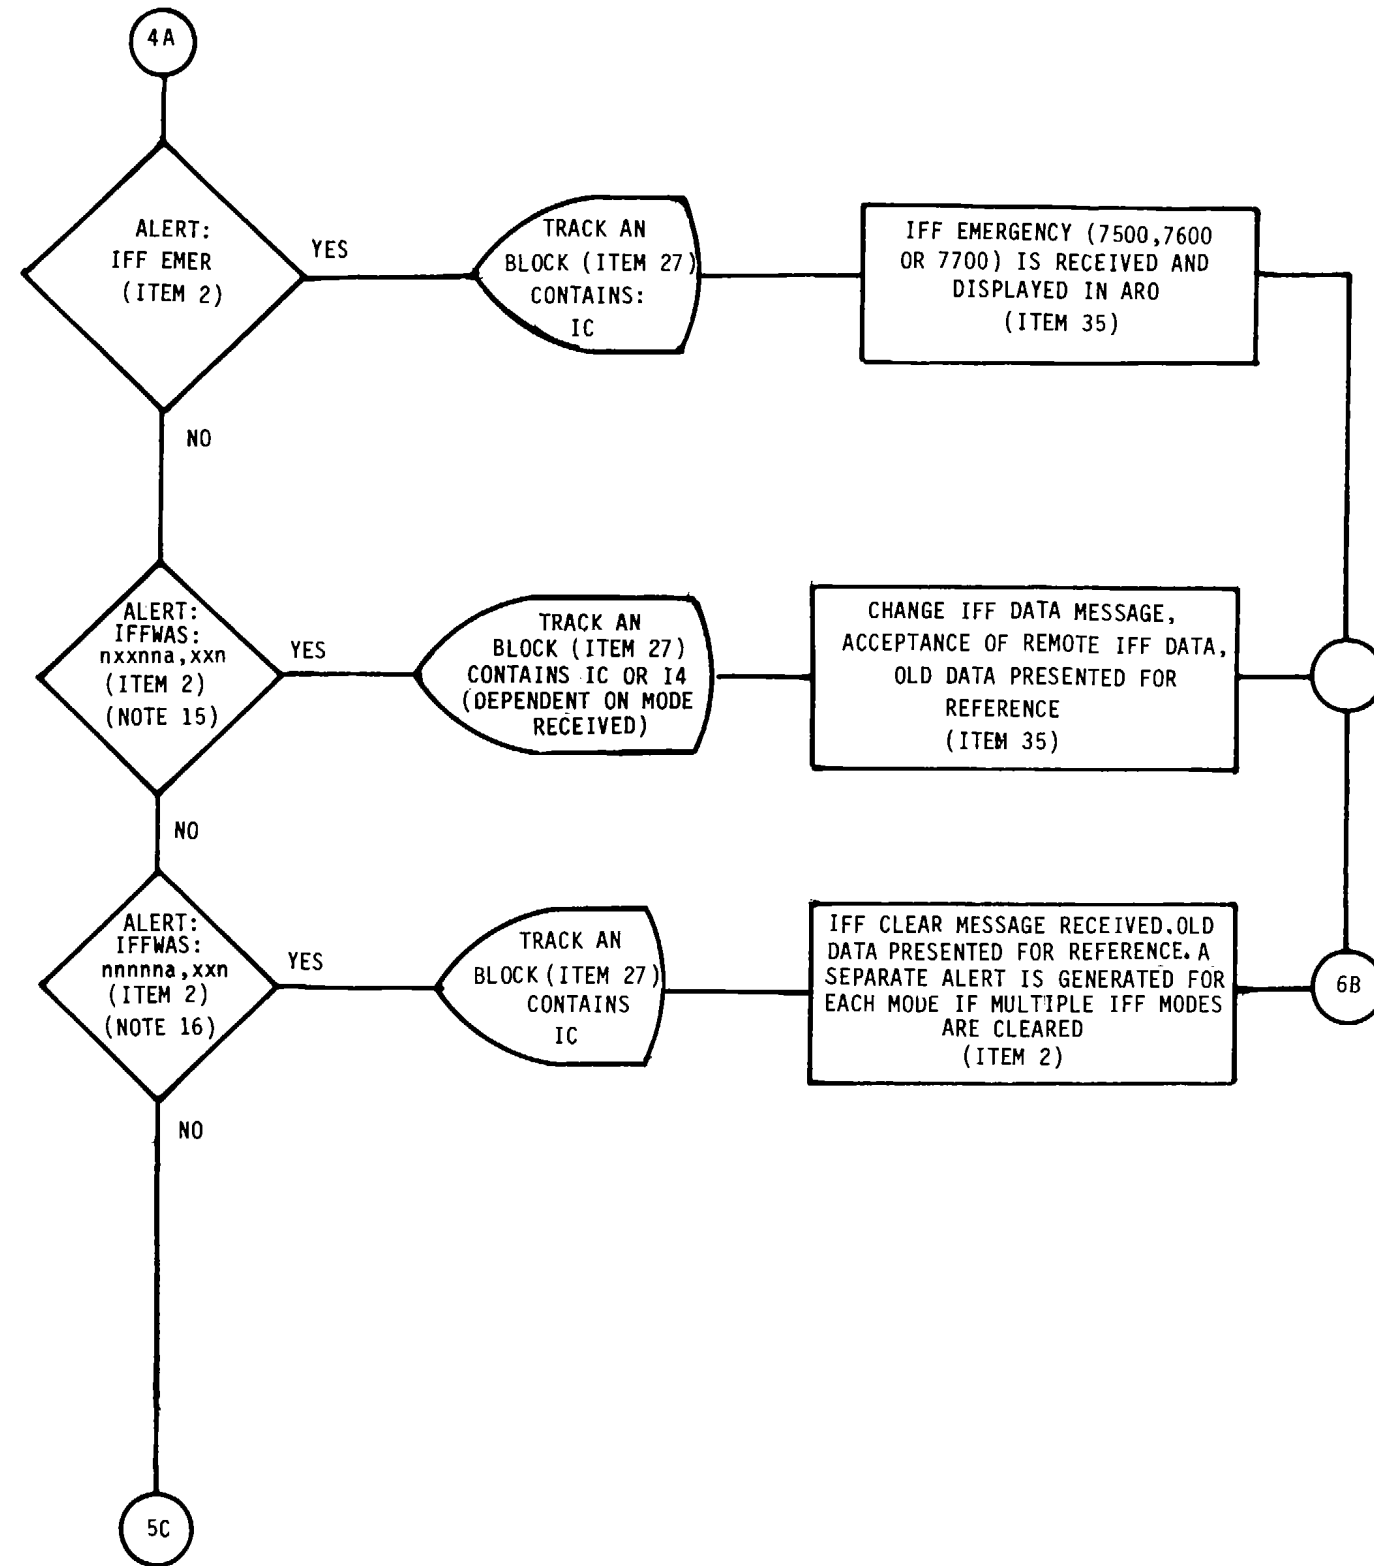 4A
ALERT:
IFF EMER
(ITEM 2)
YES
TRACK AN
BLOCK (ITEM 27)
CONTAINS:
IC
IFF EMERGENCY (7500,7600
OR 7700) IS RECEIVED AND
DISPLAYED IN ARO
(ITEM 35)
NO
ALERT:
IFFWAS:
nxxnna,xxn
(ITEM 2)
(NOTE 15)
YES
TRACK AN
BLOCK (ITEM 27)
CONTAINS IC OR I4
(DEPENDENT ON MODE
RECEIVED)
CHANGE IFF DATA MESSAGE,
ACCEPTANCE OF REMOTE IFF DATA,
OLD DATA PRESENTED FOR
REFERENCE
(ITEM 35)
NO
ALERT:
IFFWAS:
nnnnna,xxn
(ITEM 2)
(NOTE 16)
YES
TRACK AN
BLOCK (ITEM 27)
CONTAINS
IC
IFF CLEAR MESSAGE RECEIVED.OLD
DATA PRESENTED FOR REFERENCE. A
SEPARATE ALERT IS GENERATED FOR
EACH MODE IF MULTIPLE IFF MODES
ARE CLEARED
(ITEM 2)
6B
NO
5C